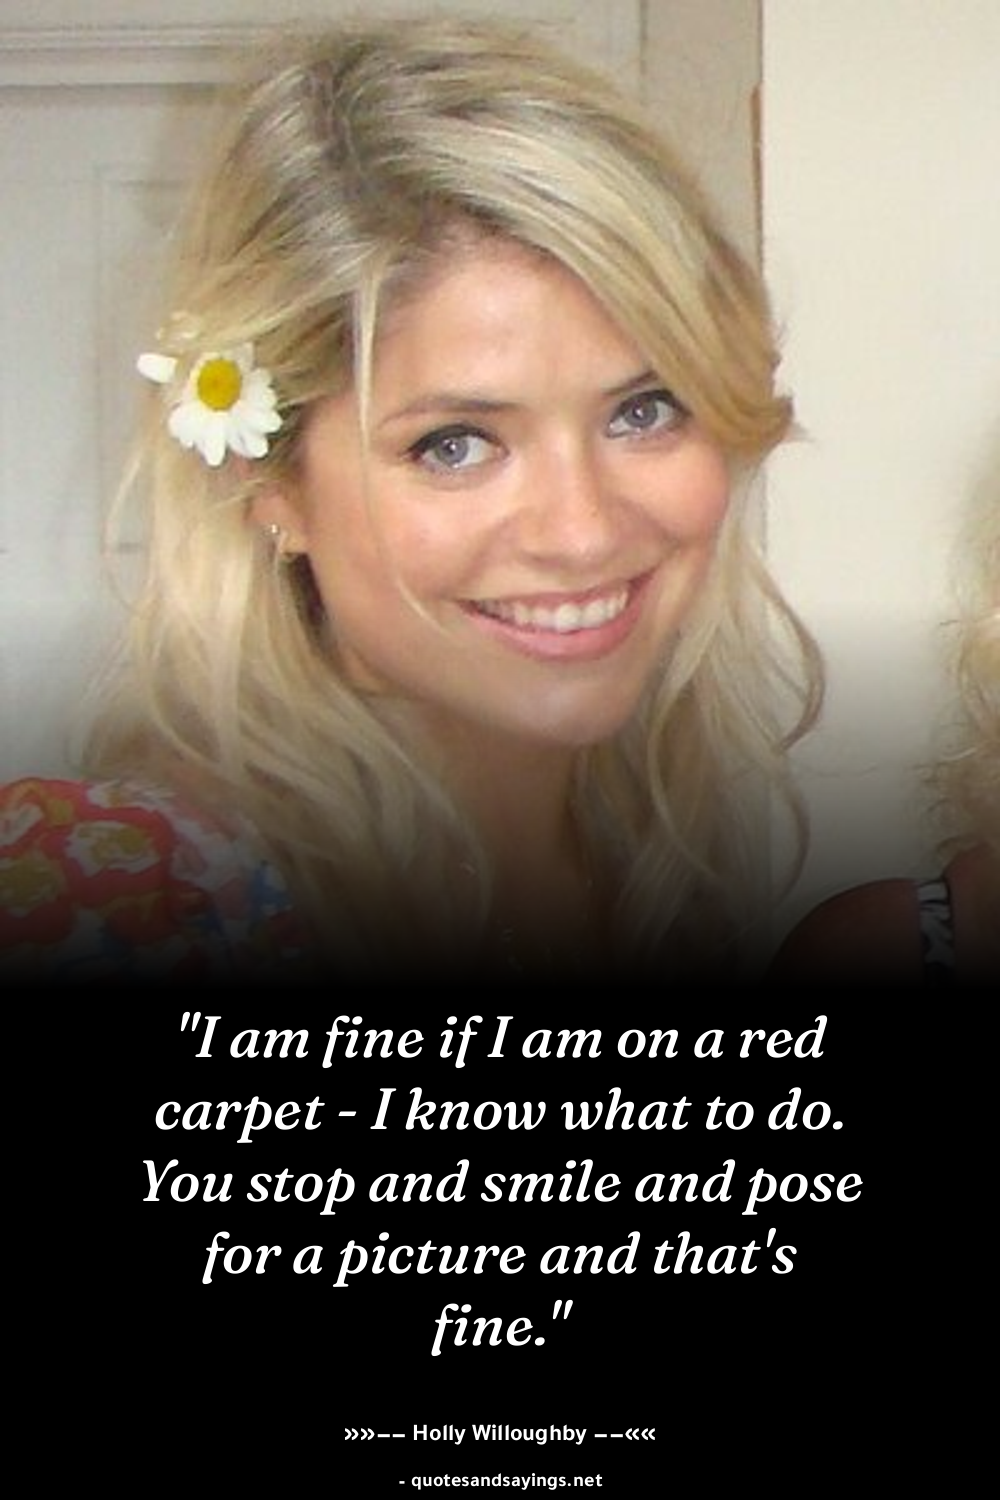 "I am fine if I am on a red
carpet - I know what to do.
You stop and smile and pose
for a picture and that's
fine."
»»–– Holly Willoughby ––««
- quotesandsayings.net